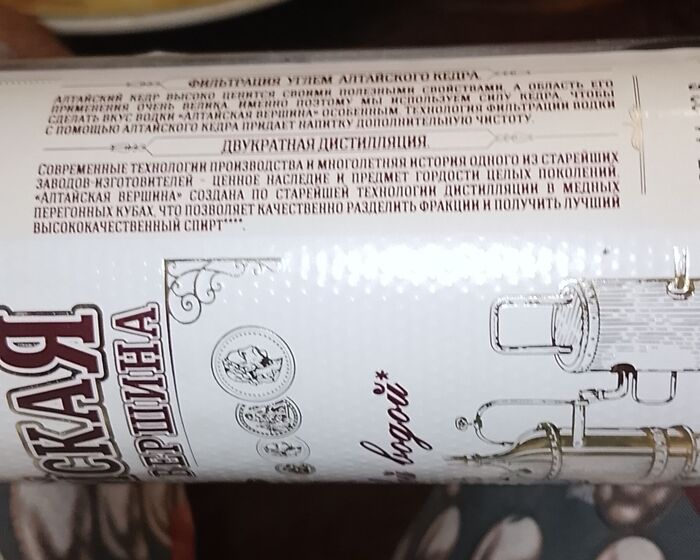 ФИЛЬТРАЦИЯ УГЛЕМ АЛТАЙСКОГО КЕДРА
АЛТАЙСКИЙ КЕДР ВЫСОКО ЦЕНИТСЯ СВОИМИ ПОЛЕЗНЫМИ СВОЙСТВАМИ, А ОБЛАСТЬ ЕГО
ПРИМЕНЕНИЯ ОЧЕНЬ ВЕЛИКА. ИМЕННО ПОЭТОМУ МЫ ИСПОЛЬЗУЕМ СИЛУ КЕДРА, ЧТОБЫ
СДЕЛАТЬ ВКУС ВОДКИ «АЛТАЙСКАЯ ВЕРШИНА» ОСОБЕННЫМ. ТЕХНОЛОГИЯ ФИЛЬТРАЦИИ ВОДКИ
С ПОМОЩЬЮ АЛТАЙСКОГО КЕДРА ПРИДАЕТ НАПИТКУ ДОПОЛНИТЕЛЬНУЮ ЧИСТОТУ.
ДВУКРАТНАЯ ДИСТИЛЛЯЦИЯ
СОВРЕМЕННЫЕ ТЕХНОЛОГИИ ПРОИЗВОДСТВА И МНОГОЛЕТНЯЯ ИСТОРИЯ ОДНОГО ИЗ СТАРЕЙШИХ
ЗАВОДОВ-ИЗГОТОВИТЕЛЕЙ - ЦЕННОЕ НАСЛЕДИЕ И ПРЕДМЕТ ГОРДОСТИ ЦЕЛЫХ ПОКОЛЕНИЙ.
«АЛТАЙСКАЯ ВЕРШИНА» СОЗДАНА ПО СТАРЕЙШЕЙ ТЕХНОЛОГИИ ДИСТИЛЛЯЦИИ В МЕДНЫХ
ПЕРЕГОННЫХ КУБАХ, ЧТО ПОЗВОЛЯЕТ КАЧЕСТВЕННО РАЗДЕЛИТЬ ФРАКЦИИ И ПОЛУЧИТЬ ЛУЧШИЙ
ВЫСОКОКАЧЕСТВЕННЫЙ СПИРТ****.
СКАЯ
ВЕРШИНА
водой*